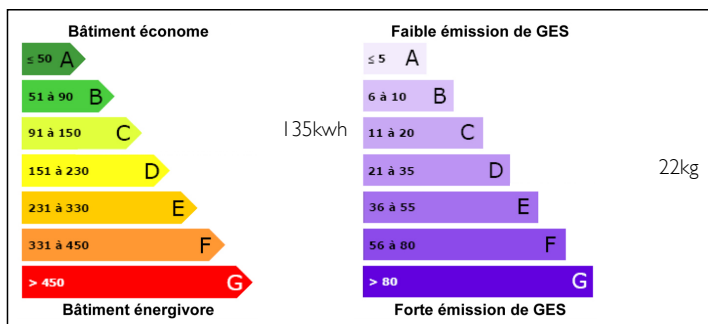 Bâtiment économe
≤ 50 A
51 à 90 B
91 à 150 C
135kwh
151 à 230 D
231 à 330 E
331 à 450 F
> 450 G
Bâtiment énergivore
Faible émission de GES
≤ 5 A
6 à 10 B
11 à 20 C
21 à 35 D
22kg
36 à 55 E
56 à 80 F
> 80 G
Forte émission de GES